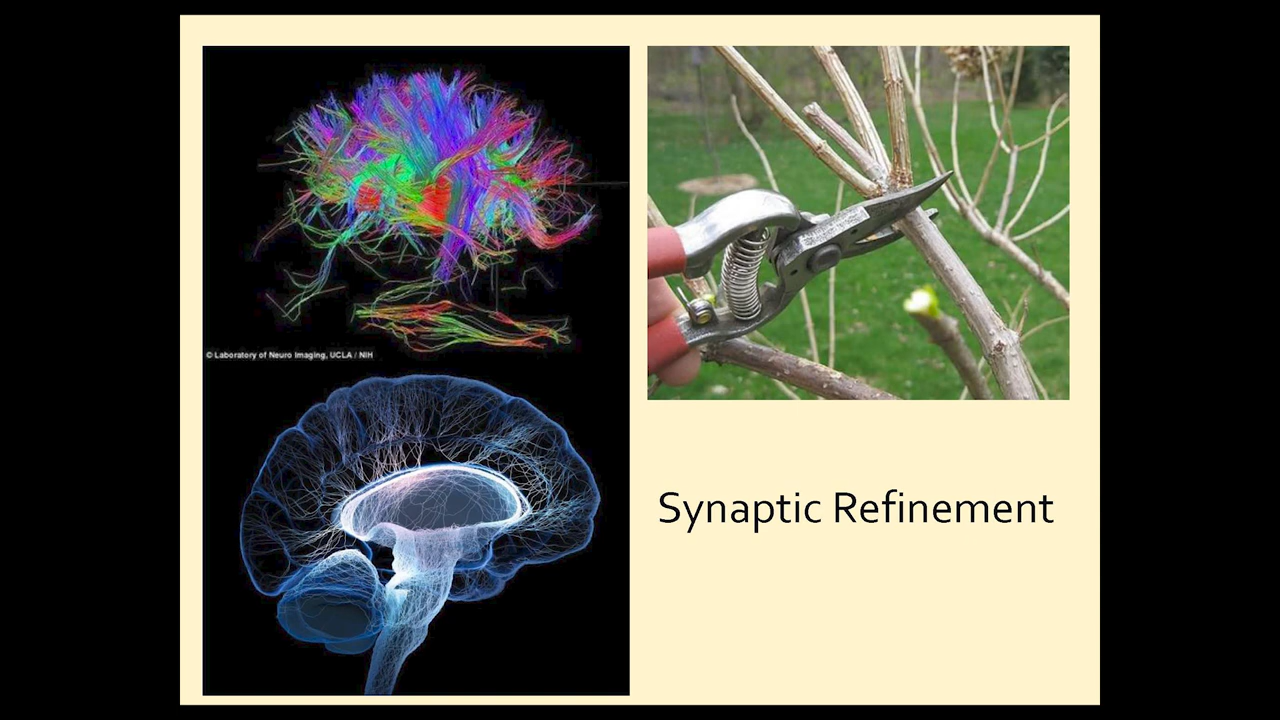 © Laboratory of Neuro Imaging, UCLA / NIH
Synaptic Refinement